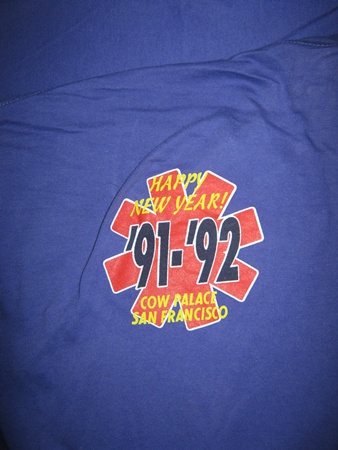 HAPPY
NEW YEAR!
'91-'92
COW PALACE
SAN FRANCISCO